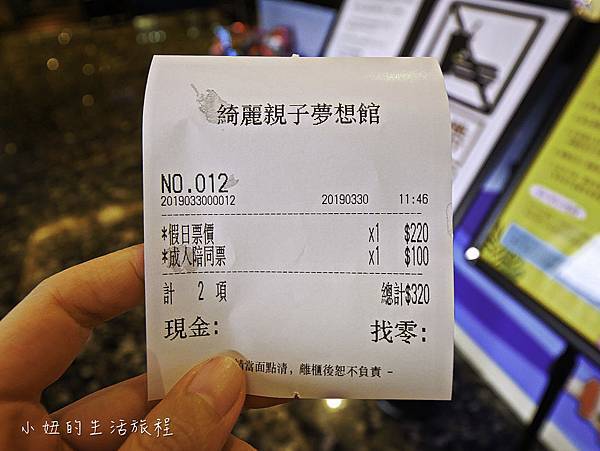 綺麗親子夢想館
NO.012
2019033000012 20190330 11:46
*假日票價 x1 $220
*成人陪同票 x1 $100
計 2 項 總計$320
現金: 找零:
當面點清,離櫃後恕不負責 -
小妞的生活旅程